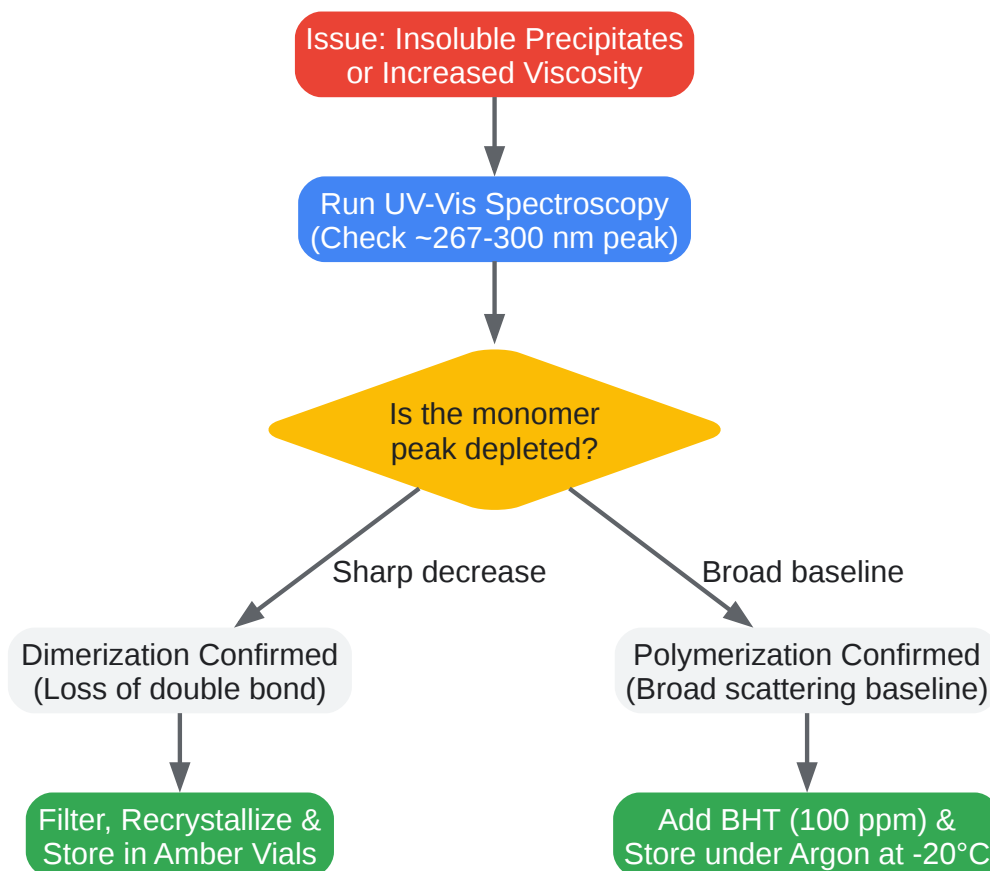 Issue: Insoluble Precipitates
or Increased Viscosity
Run UV-Vis Spectroscopy
(Check ~267-300 nm peak)
Is the monomer
peak depleted?
Sharp decrease
Broad baseline
Dimerization Confirmed
(Loss of double bond)
Polymerization Confirmed
(Broad scattering baseline)
Filter, Recrystallize &
Store in Amber Vials
Add BHT (100 ppm) &
Store under Argon at -20°C